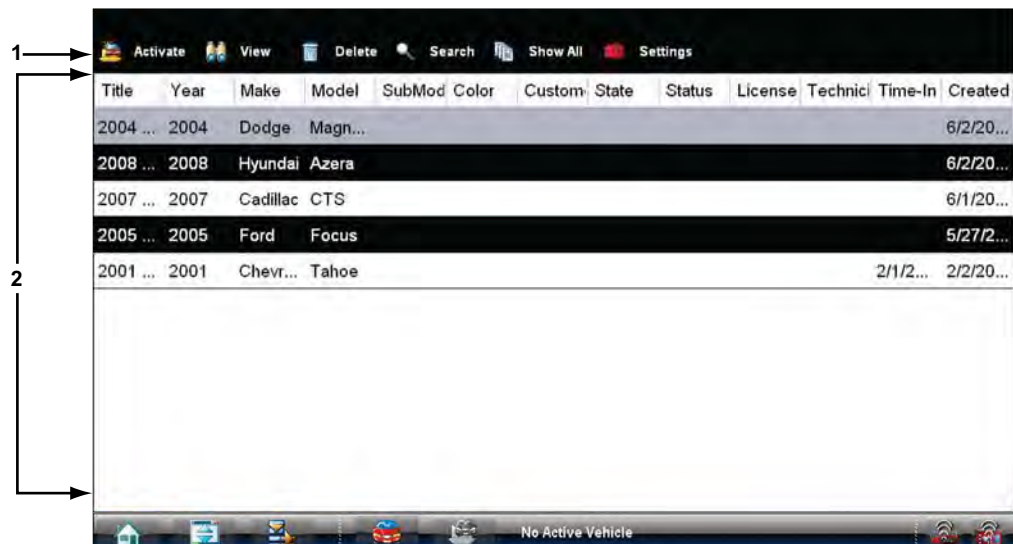 1
Activate View Delete Search Show All Settings
2
Title Year Make Model SubMod Color Custom State Status License Technici Time-In Created
2004 ... 2004 Dodge Magn... 6/2/20...
2008 ... 2008 Hyundai Azera 6/2/20...
2007 ... 2007 Cadillac CTS 6/1/20...
2005 ... 2005 Ford Focus 5/27/2...
2001 ... 2001 Chevr... Tahoe 2/1/2... 2/2/20...
No Active Vehicle